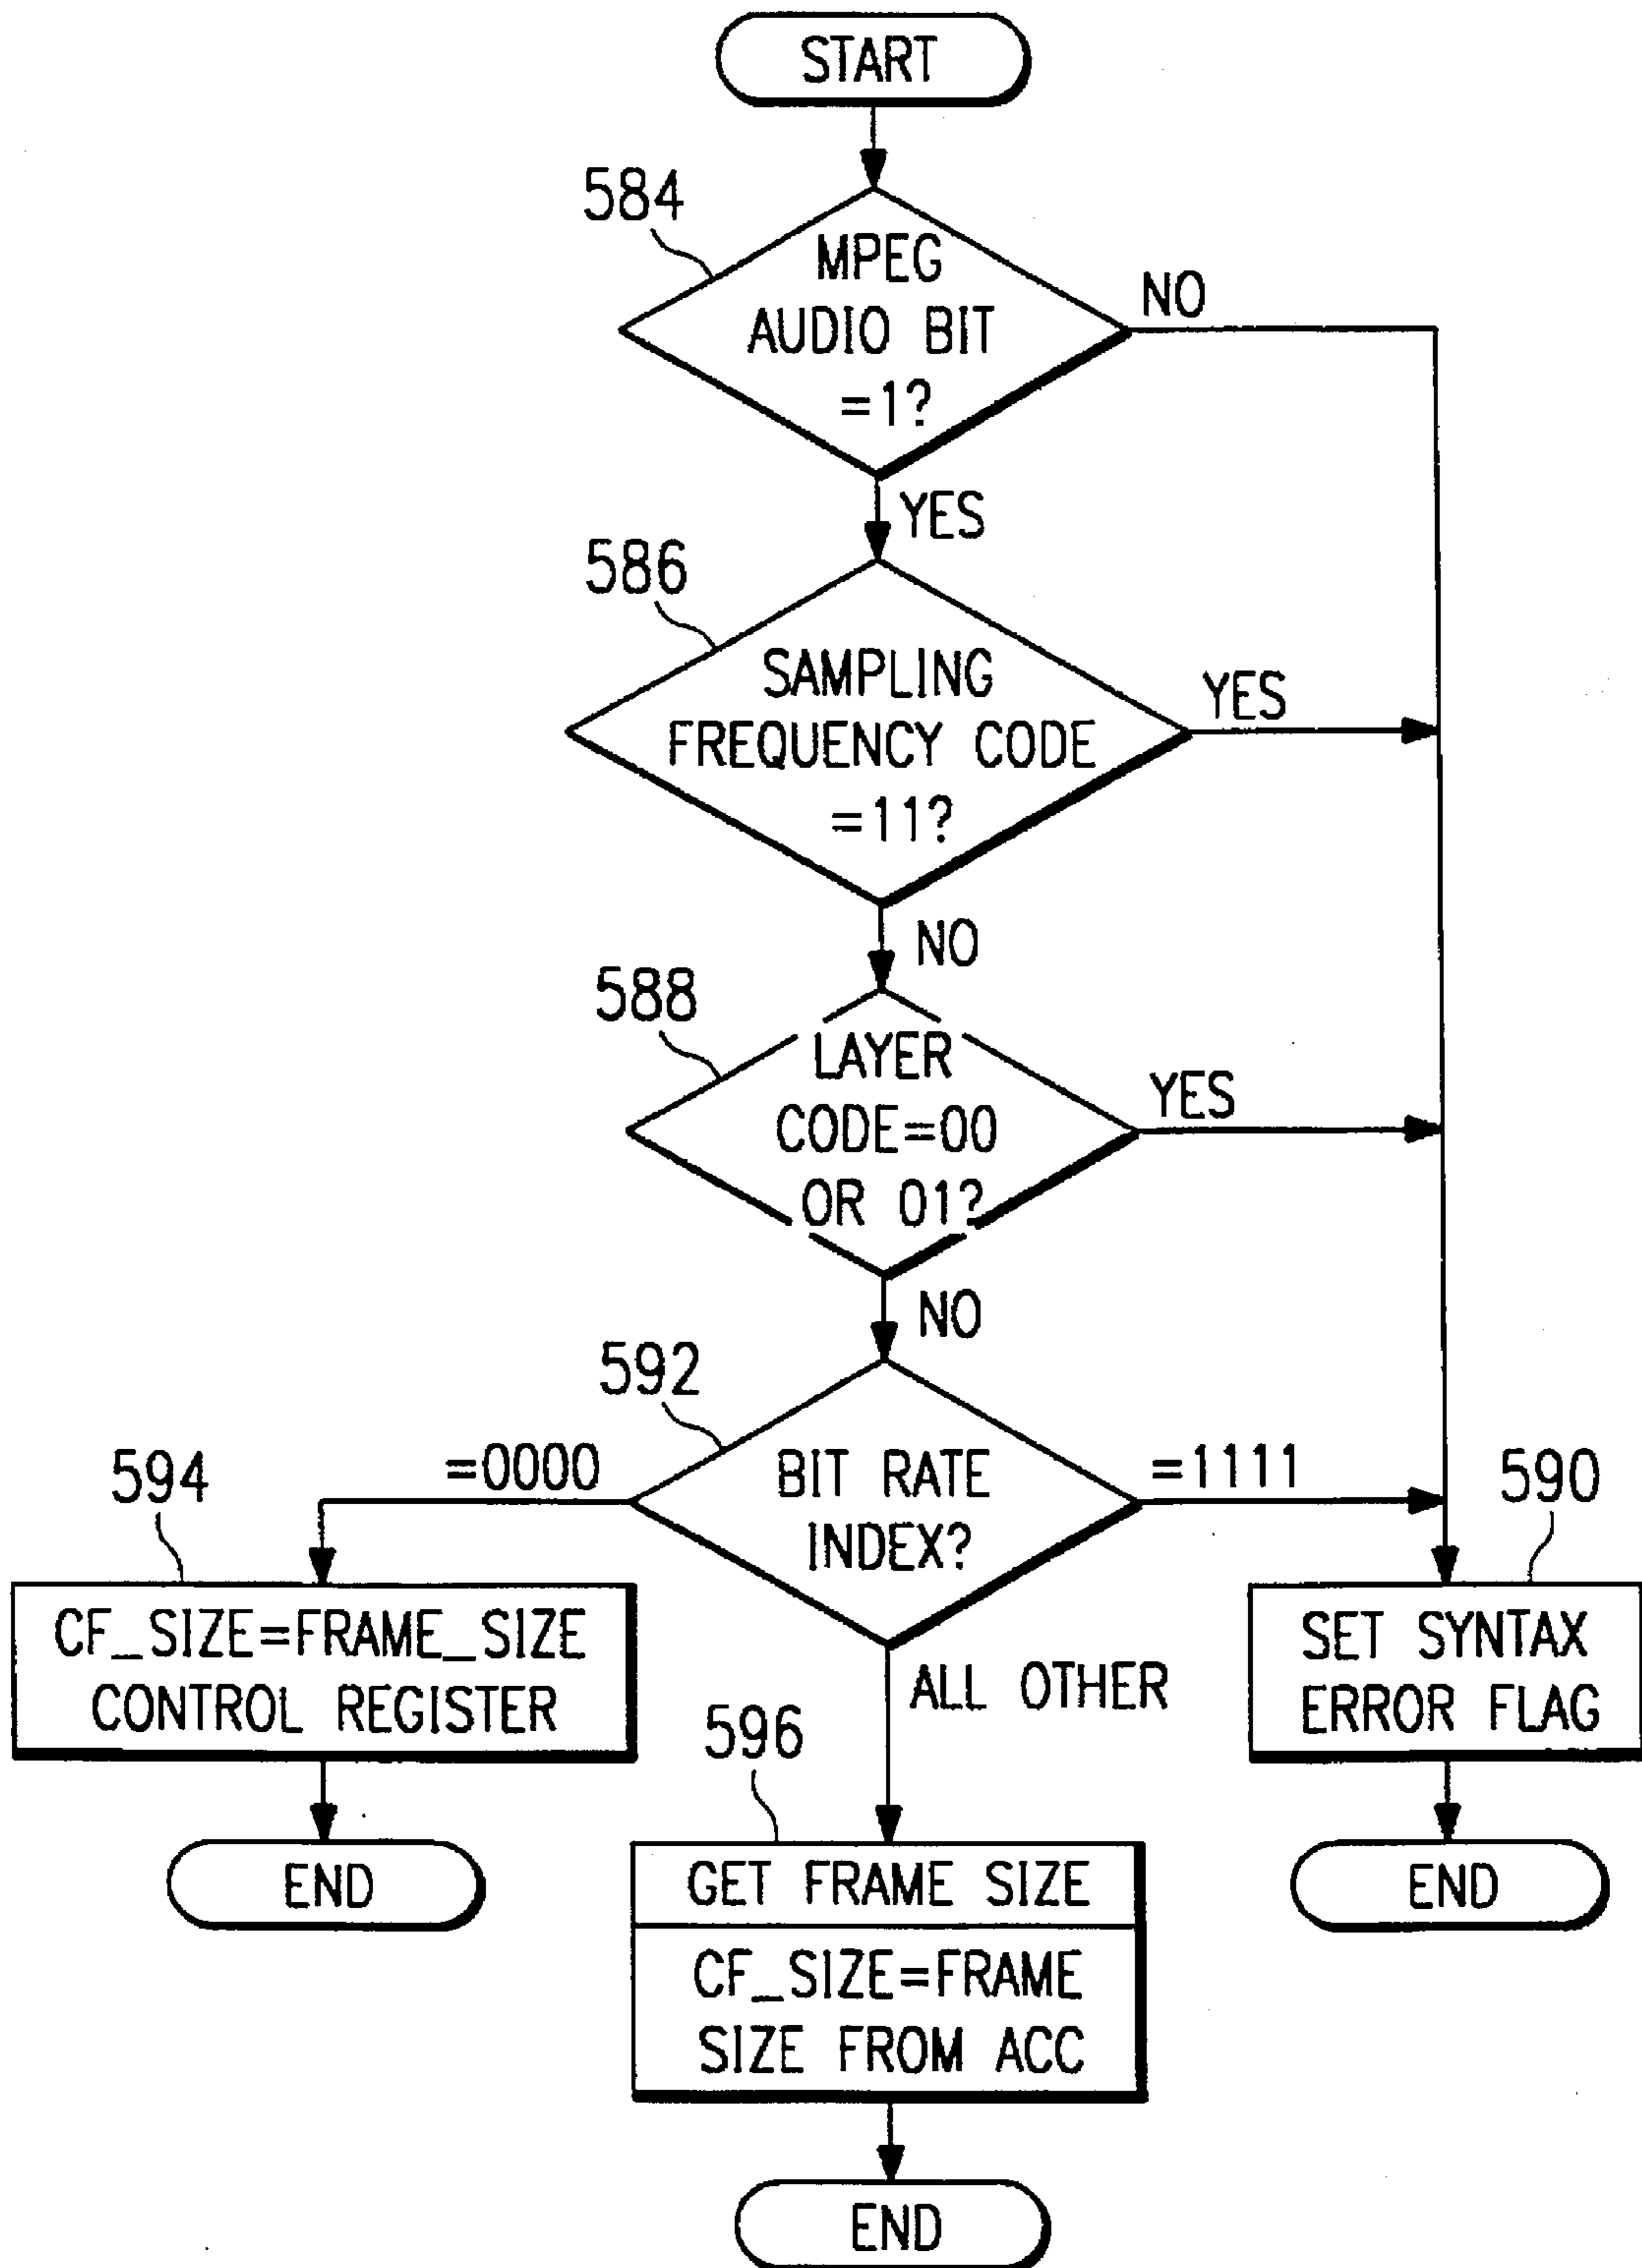 START
584
MPEG
AUDIO BIT
=1?
NO
YES
586
SAMPLING
FREQUENCY CODE
=11?
YES
NO
588
LAYER
CODE=00
OR 01?
YES
NO
592
BIT RATE
INDEX?
=0000
=1111
594
590
CF_SIZE=FRAME_SIZE
CONTROL REGISTER
ALL OTHER
SET SYNTAX
ERROR FLAG
596
END
GET FRAME SIZE
CF_SIZE=FRAME
SIZE FROM ACC
END
END